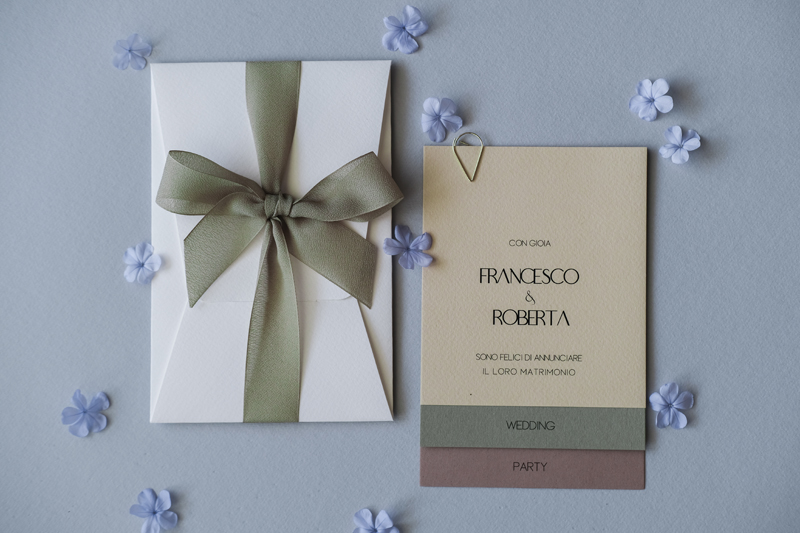 CON GIOIA
FRANCESCO
&
ROBERTA
SONO FELICI DI ANNUNCIARE
IL LORO MATRIMONIO
WEDDING
PARTY